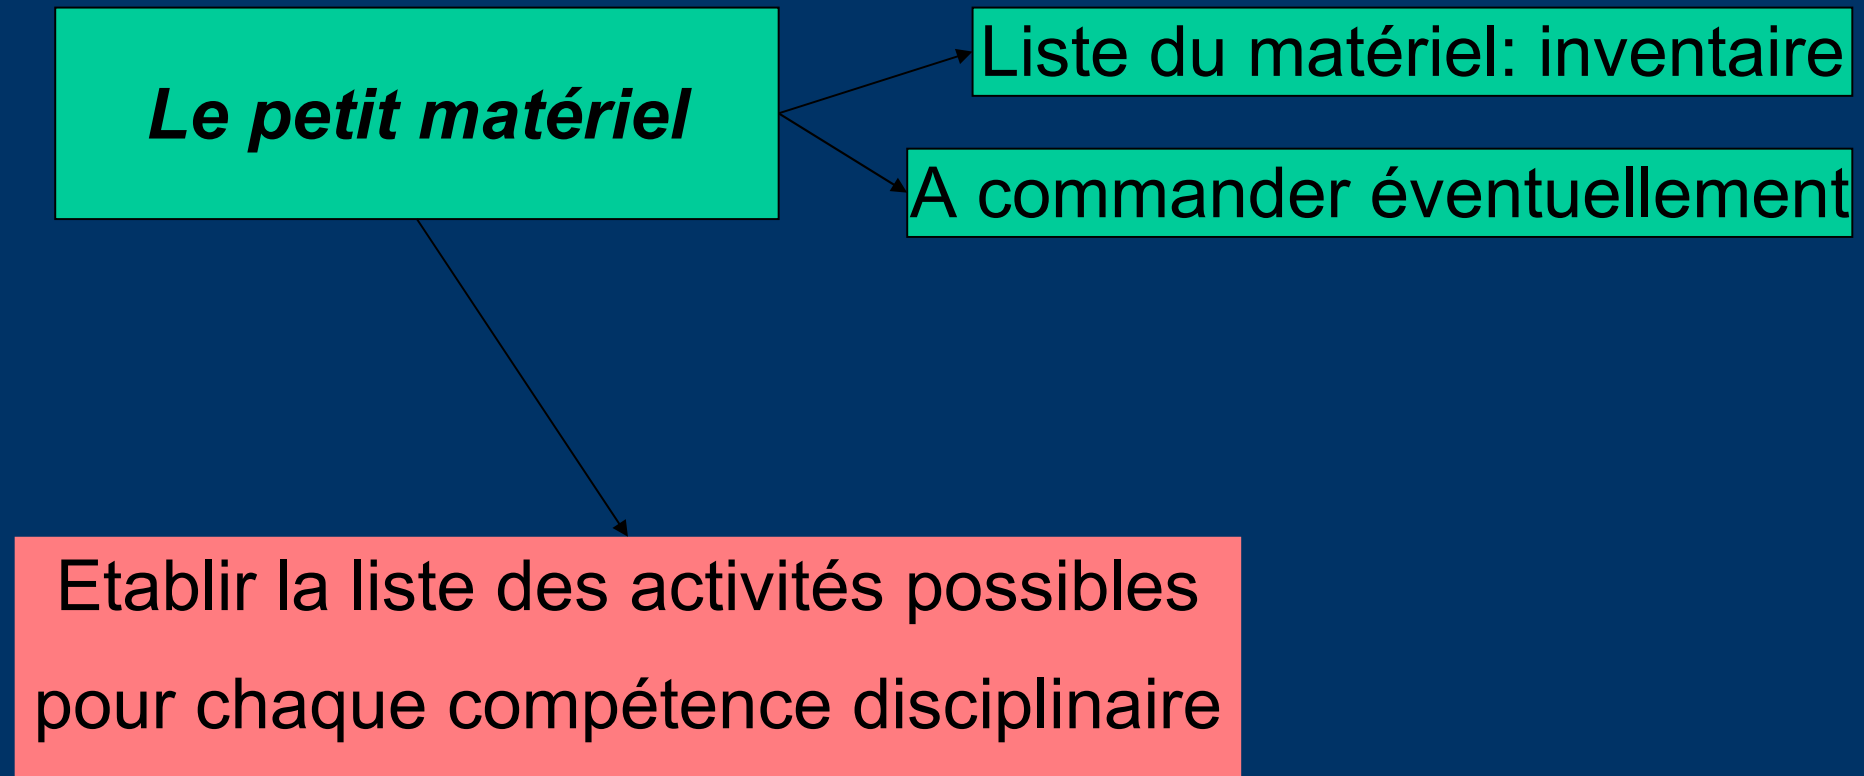 Le petit matériel
Liste du matériel: inventaire
A commander éventuellement
Etablir la liste des activités possibles
pour chaque compétence disciplinaire